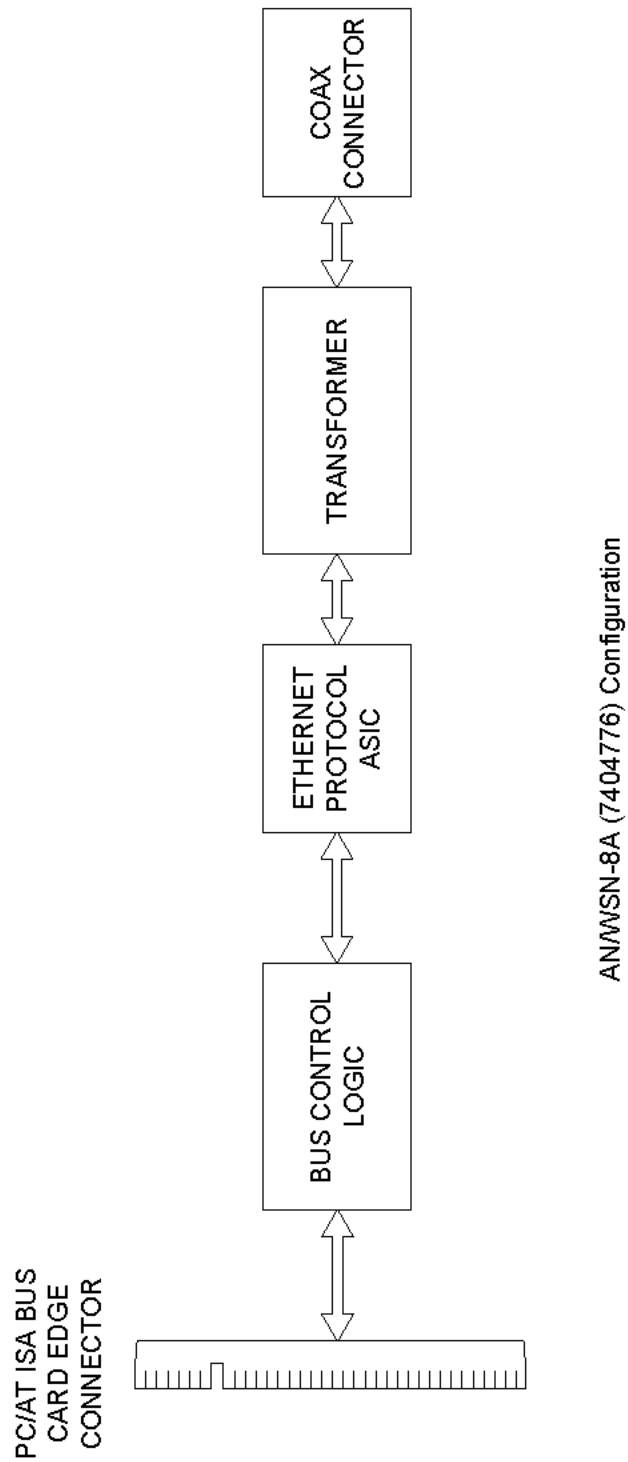 PC/AT ISA BUS
CARD EDGE
CONNECTOR
BUS CONTROL
LOGIC
ETHERNET
PROTOCOL
ASIC
TRANSFORMER
COAX
CONNECTOR
AN/WSN-8A (7404776) Configuration